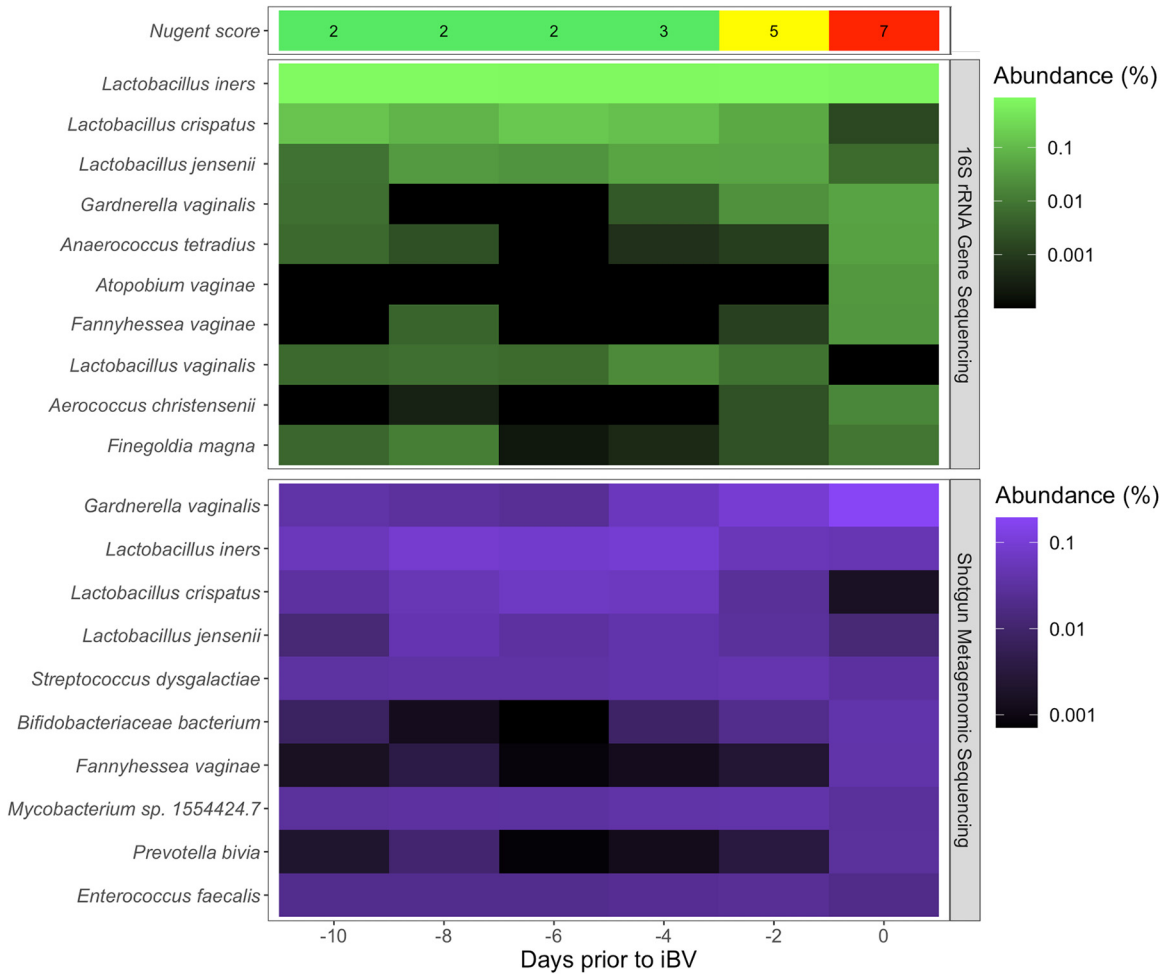 Nugent score
2 2 2 3 5 7
Abundance (%)
0.1
0.01
0.001
16S rRNA Gene Sequencing
Lactobacillus iners
Lactobacillus crispatus
Lactobacillus jensenii
Gardnerella vaginalis
Anaerococcus tetradius
Atopobium vaginae
Fannyhessea vaginae
Lactobacillus vaginalis
Aerococcus christensenii
Finegoldia magna
Abundance (%)
0.1
0.01
0.001
Shotgun Metagenomic Sequencing
Gardnerella vaginalis
Lactobacillus iners
Lactobacillus crispatus
Lactobacillus jensenii
Streptococcus dysgalactiae
Bifidobacteriaceae bacterium
Fannyhessea vaginae
Mycobacterium sp. 1554424.7
Prevotella bivia
Enterococcus faecalis
-10 -8 -6 -4 -2 0
Days prior to iBV